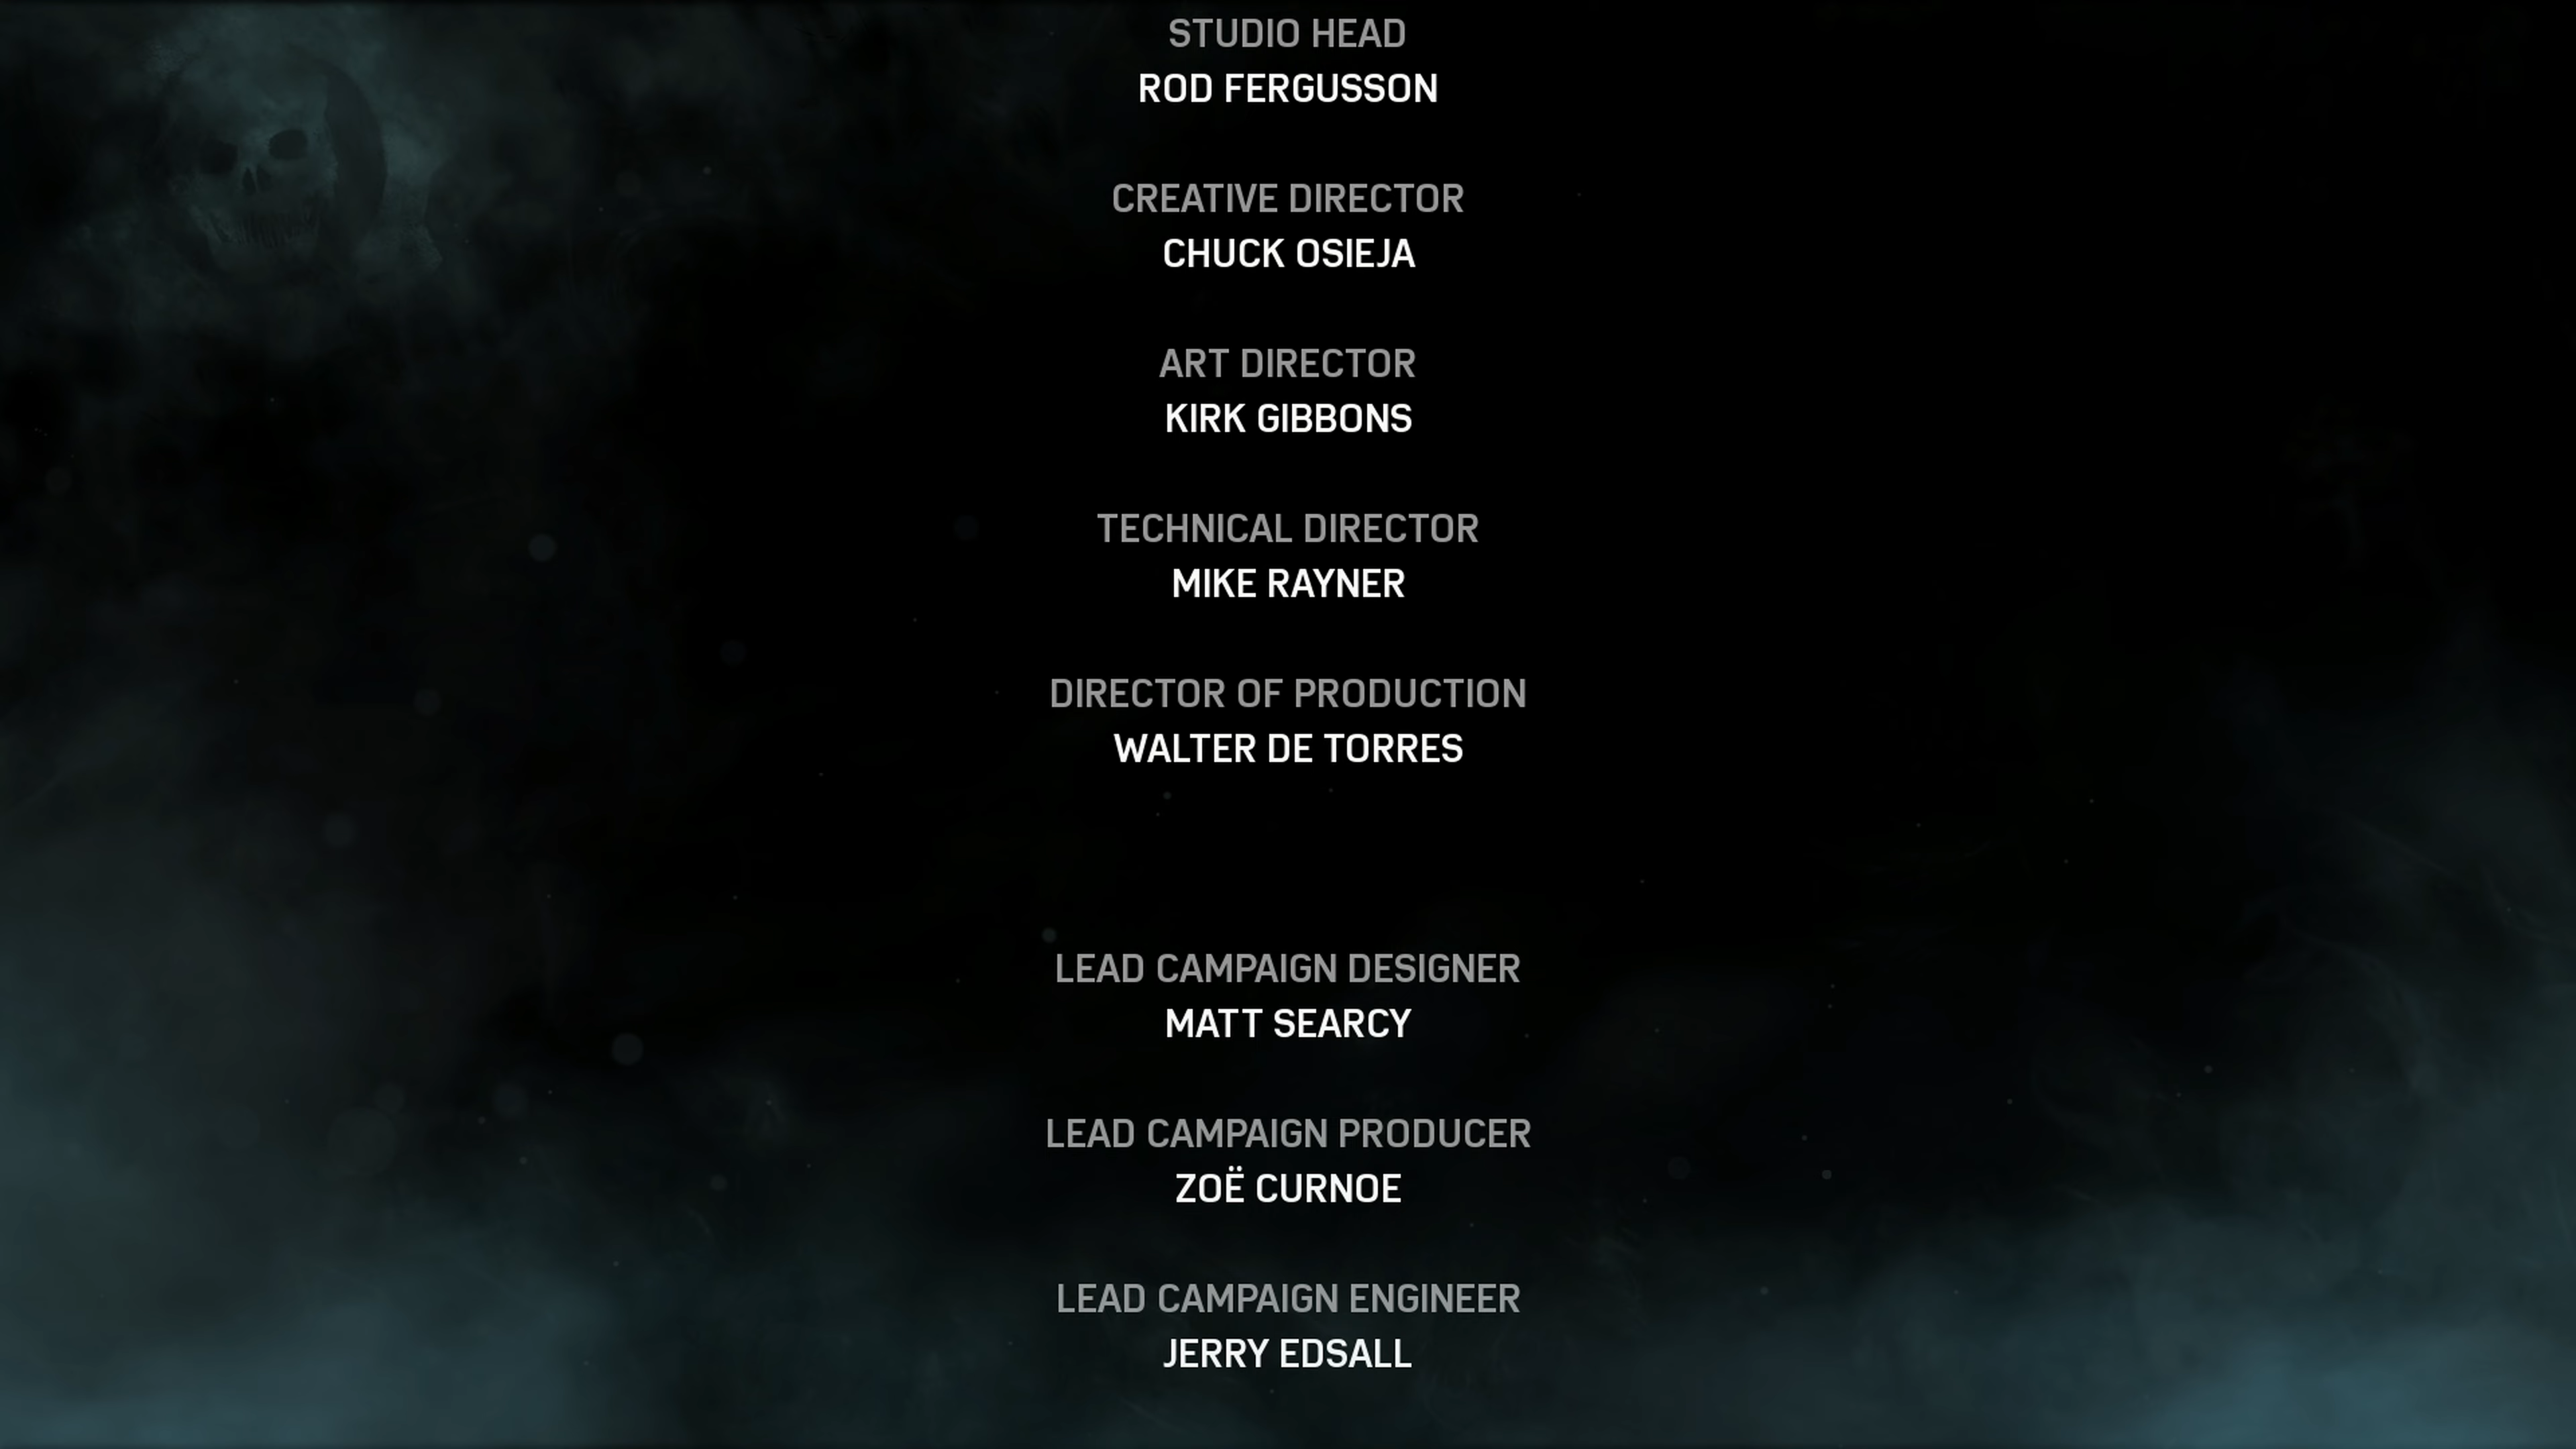 STUDIO HEAD
ROD FERGUSSON
CREATIVE DIRECTOR
CHUCK OSIEJA
ART DIRECTOR
KIRK GIBBONS
TECHNICAL DIRECTOR
MIKE RAYNER
DIRECTOR OF PRODUCTION
WALTER DE TORRES
LEAD CAMPAIGN DESIGNER
MATT SEARCY
LEAD CAMPAIGN PRODUCER
ZOË CURNOE
LEAD CAMPAIGN ENGINEER
JERRY EDSALL